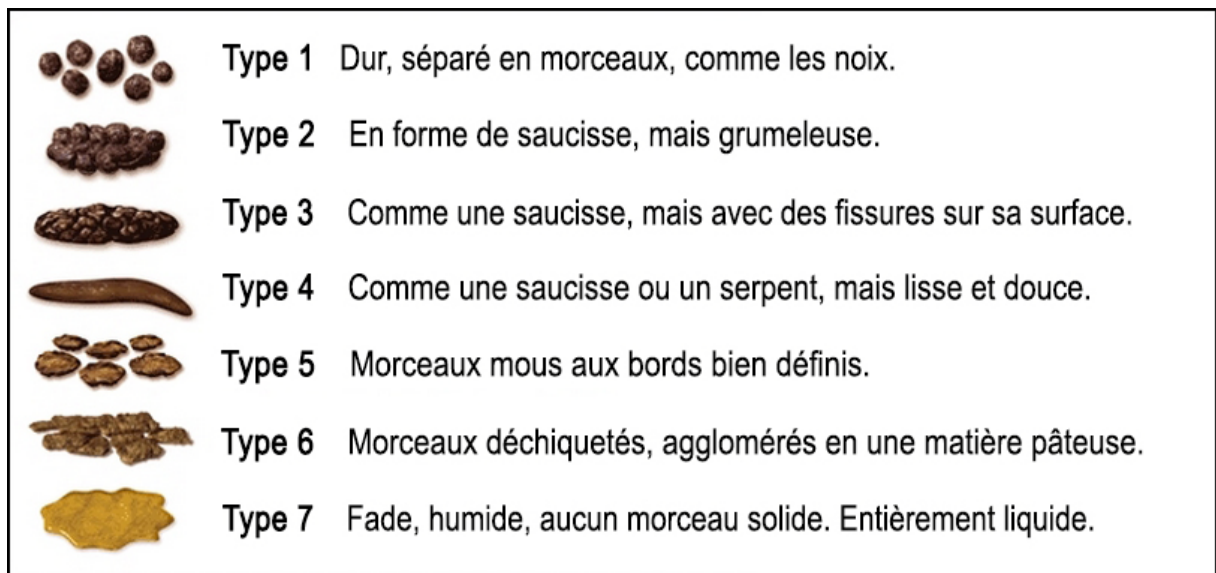 Type 1 Dur, séparé en morceaux, comme les noix.
Type 2 En forme de saucisse, mais grumeleuse.
Type 3 Comme une saucisse, mais avec des fissures sur sa surface.
Type 4 Comme une saucisse ou un serpent, mais lisse et douce.
Type 5 Morceaux mous aux bords bien définis.
Type 6 Morceaux déchiquetés, agglomérés en une matière pâteuse.
Type 7 Fade, humide, aucun morceau solide. Entièrement liquide.